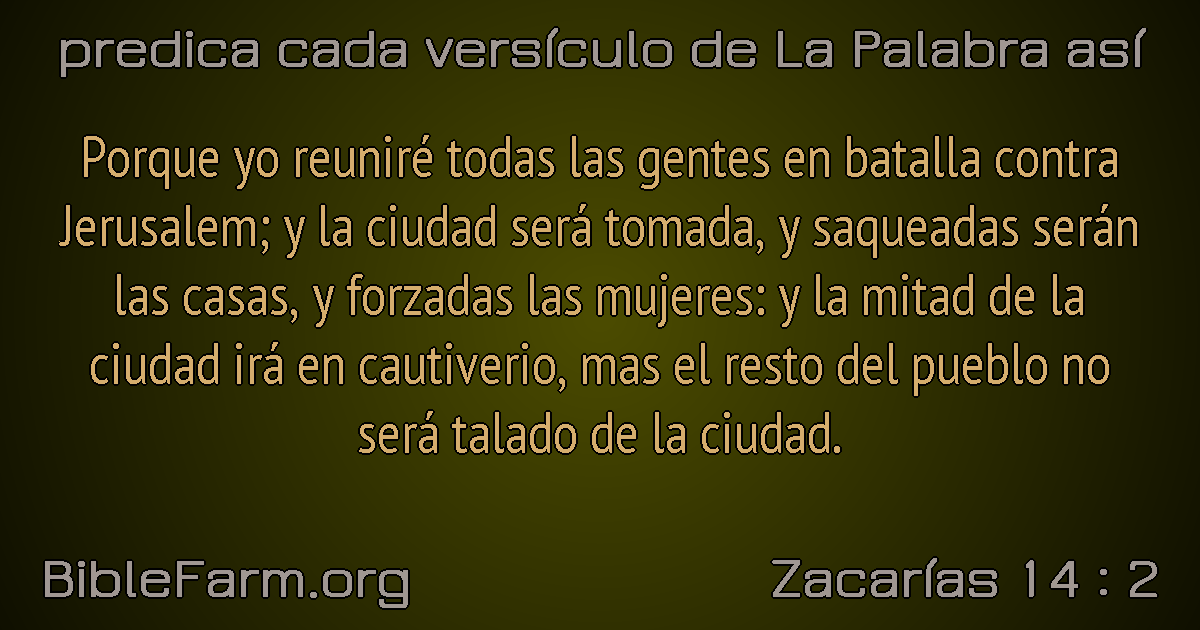 predica cada versículo de La Palabra así
Porque yo reuniré todas las gentes en batalla contra
Jerusalem; y la ciudad será tomada, y saqueadas serán
las casas, y forzadas las mujeres: y la mitad de la
ciudad irá en cautiverio, mas el resto del pueblo no
será talado de la ciudad.
BibleFarm.org
Zacarías 14 : 2